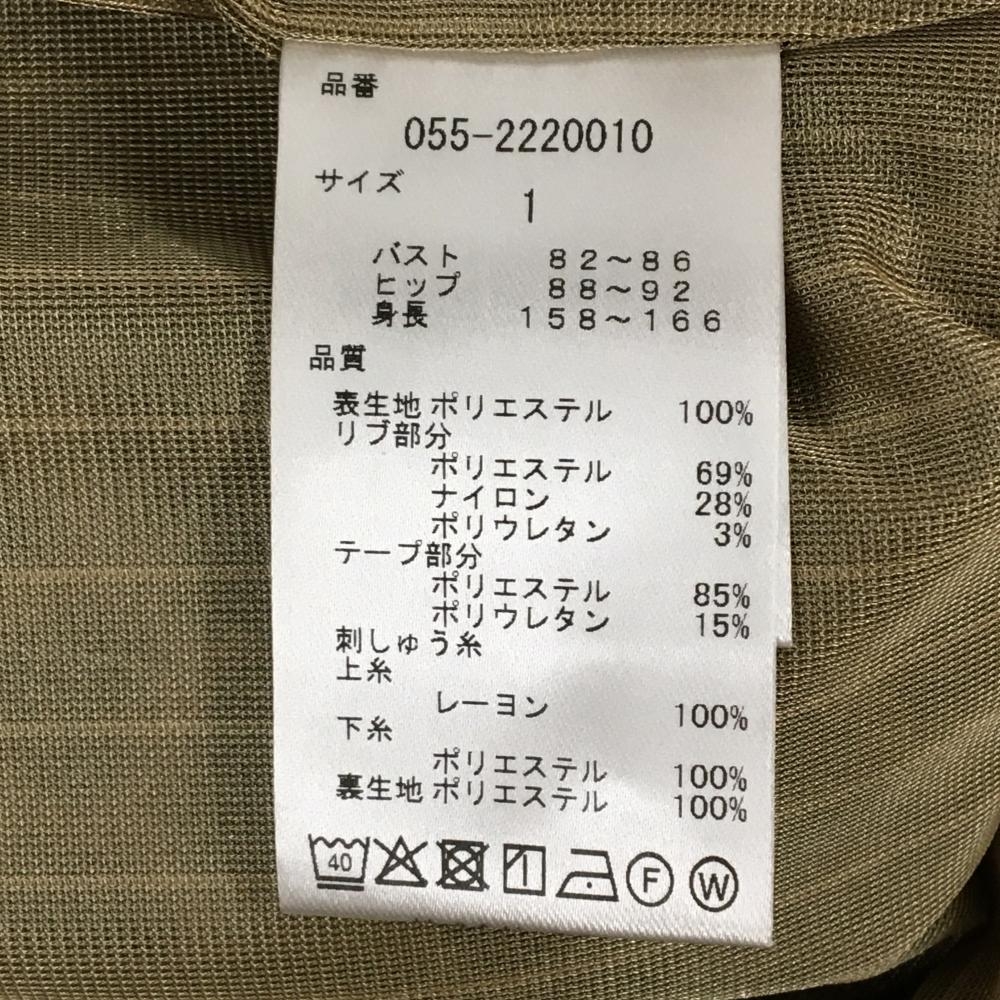 品番
055-2220010
サイズ
1
バスト 82～86
ヒップ 88～92
身長 158～166
品質
表生地 ポリエステル 100%
リブ部分
ポリエステル 69%
ナイロン 28%
ポリウレタン 3%
テープ部分
ポリエステル 85%
ポリウレタン 15%
刺しゅう糸
上糸
レーヨン 100%
下糸
ポリエステル 100%
裏生地 ポリエステル 100%
40 F W